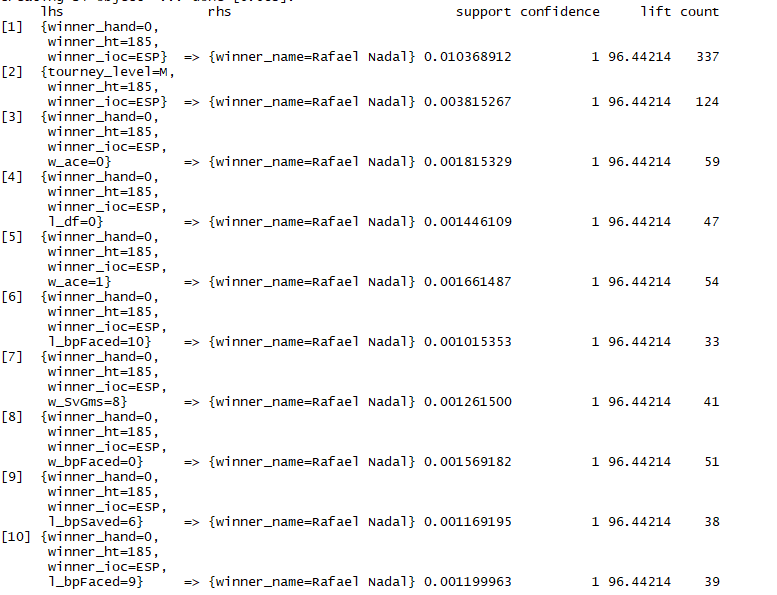 object ... done
lhs rhs support confidence lift count
[1] {winner_hand=0,
winner_ht=185,
winner_ioc=ESP} => {winner_name=Rafael Nadal} 0.010368912 1 96.44214 337
[2] {tourney_level=M,
winner_ht=185,
winner_ioc=ESP} => {winner_name=Rafael Nadal} 0.003815267 1 96.44214 124
[3] {winner_hand=0,
winner_ht=185,
winner_ioc=ESP,
w_ace=0} => {winner_name=Rafael Nadal} 0.001815329 1 96.44214 59
[4] {winner_hand=0,
winner_ht=185,
winner_ioc=ESP,
l_df=0} => {winner_name=Rafael Nadal} 0.001446109 1 96.44214 47
[5] {winner_hand=0,
winner_ht=185,
winner_ioc=ESP,
w_ace=1} => {winner_name=Rafael Nadal} 0.001661487 1 96.44214 54
[6] {winner_hand=0,
winner_ht=185,
winner_ioc=ESP,
l_bpFaced=10} => {winner_name=Rafael Nadal} 0.001015353 1 96.44214 33
[7] {winner_hand=0,
winner_ht=185,
winner_ioc=ESP,
w_SvGms=8} => {winner_name=Rafael Nadal} 0.001261500 1 96.44214 41
[8] {winner_hand=0,
winner_ht=185,
winner_ioc=ESP,
w_bpFaced=0} => {winner_name=Rafael Nadal} 0.001569182 1 96.44214 51
[9] {winner_hand=0,
winner_ht=185,
winner_ioc=ESP,
l_bpSaved=6} => {winner_name=Rafael Nadal} 0.001169195 1 96.44214 38
[10] {winner_hand=0,
winner_ht=185,
winner_ioc=ESP,
l_bpFaced=9} => {winner_name=Rafael Nadal} 0.001199963 1 96.44214 39